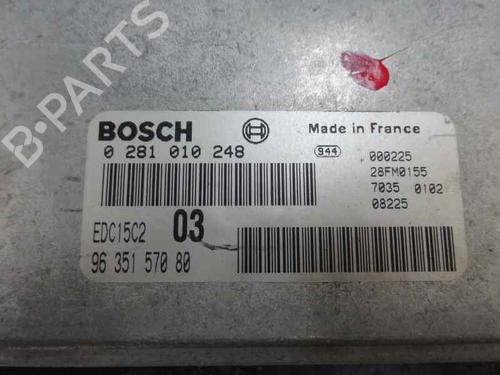 B-PARTS
BOSCH
Made in France
0 281 010 248
944
000225
28FM0155
7035 0102
08225
EDC15C2 03
96 351 570 80